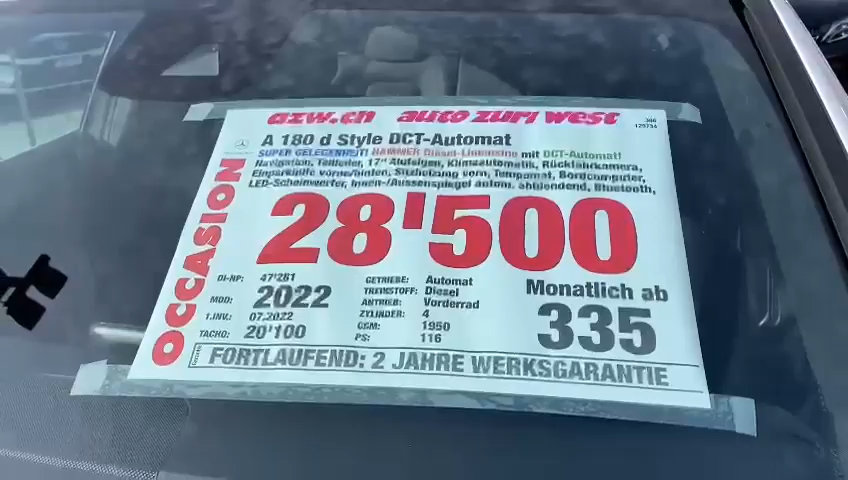 azw.ch auto züri west
A 180 d Style DCT-Automat
SUPER GELEGENHEIT! HAMMER Diesel-Limousine mit DCT-Automat!
Navigation, Teilleder, 17" Alufelgen, Klimaautomatik, Rückfahrkamera,
Einparkhilfe vorne/hinten, Sitzheizung vorn, Tempomat, Bordcomputer,
LED-Scheinwerfer, Innen-/Aussenspiegel autom. abblendend, Bluetooth,
OCCASION
28'500
DI-NP: 47'281
MOD: 2022
1.INV.: 07.2022
TACHO: 20'100
GETRIEBE: Automat
TREIBSTOFF: Diesel
ANTRIEB: Vorderrad
ZYLINDER: 4
CCM: 1950
PS: 116
Monatlich ab
335
FORTLAUFEND: 2 JAHRE WERKSGARANTIE